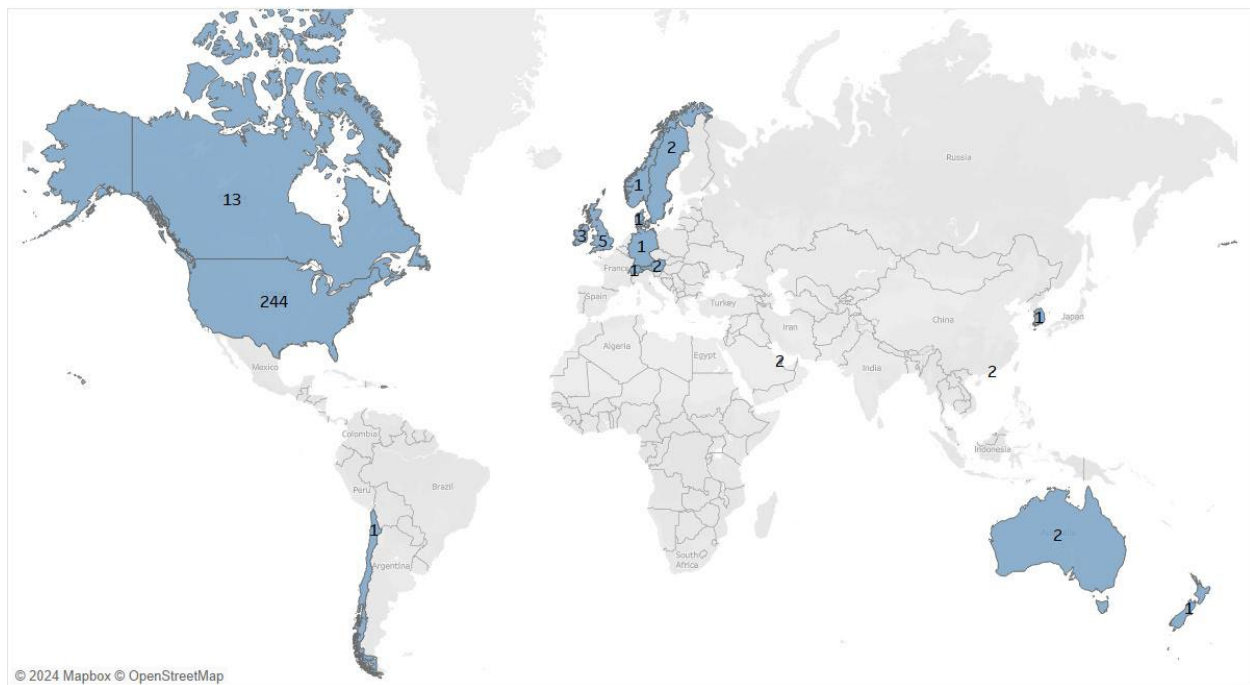 Russia
2
1
13
1
3
5
1
France
1
2
244
Spain
Turkey
China
1
Japan
Iran
Algeria
Egypt
2
India
2
Mexico
Colombia
Indonesia
Peru
Brazil
1
2
South
Africa
Argentina
1
© 2024 Mapbox © OpenStreetMap